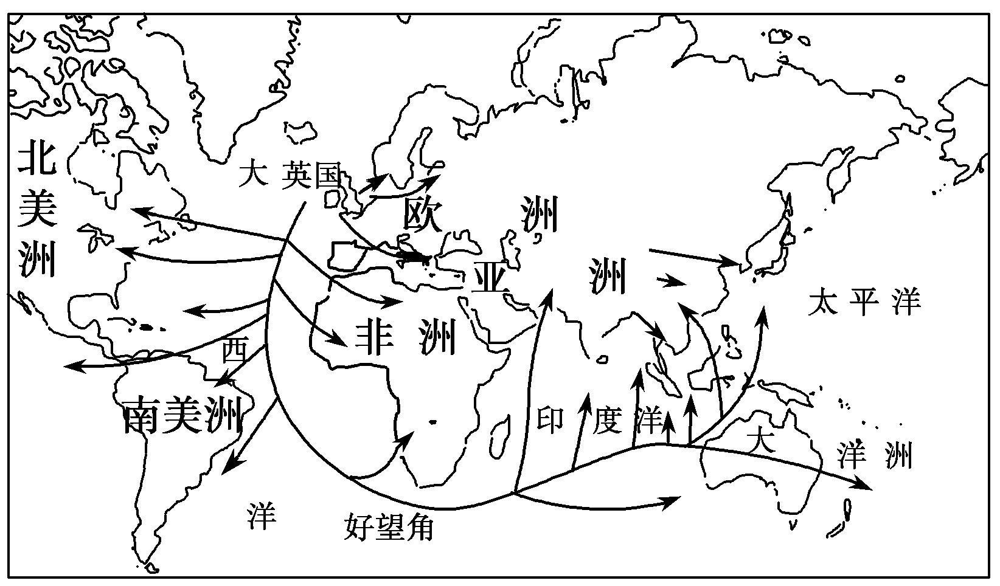 北美洲
大 英国
欧 洲
亚 洲
太平洋
非 洲
西
南美洲
印 度 洋
大 洋 洲
洋
好望角